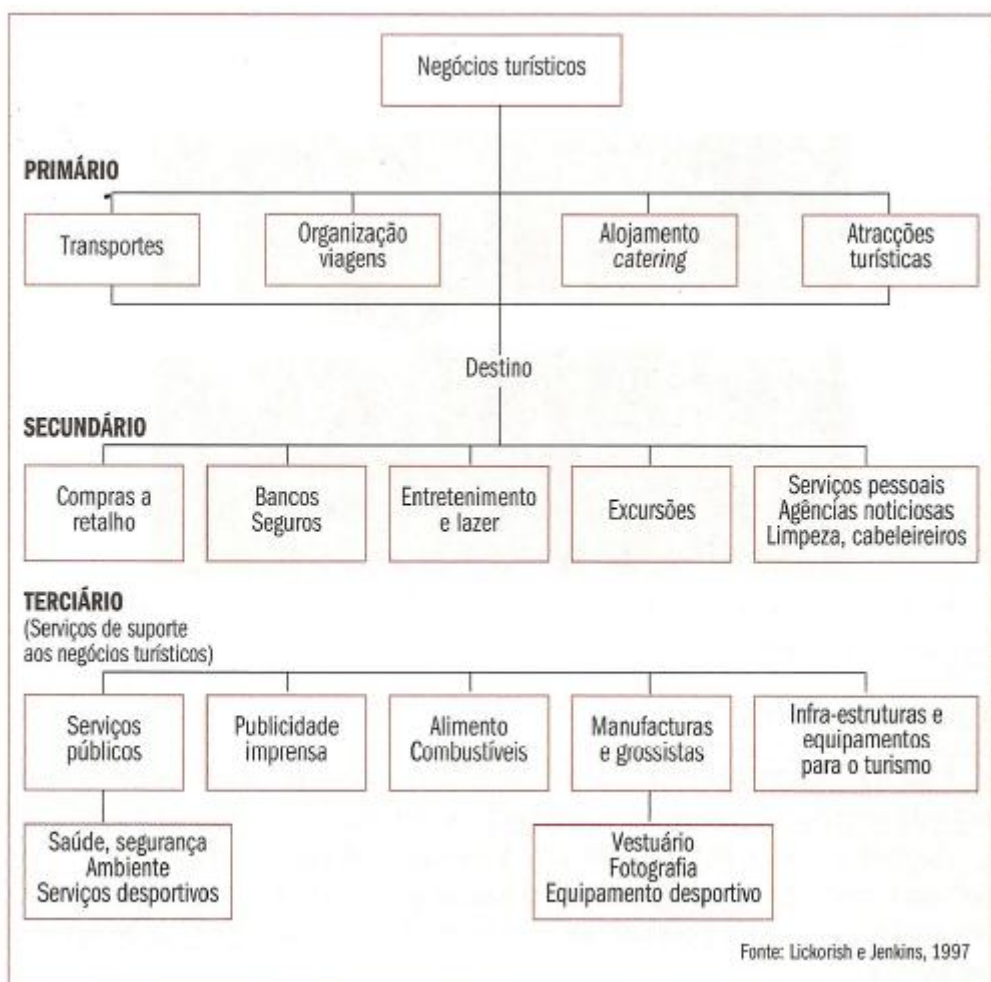 Negócios turísticos
PRIMÁRIO
Transportes
Organização
viagens
Alojamento
catering
Atracções
turísticas
Destino
SECUNDÁRIO
Compras a
retalho
Bancos
Seguros
Entretenimento
e lazer
Excursões
Serviços pessoais
Agências noticiosas
Limpeza, cabeleireiros
TERCIÁRIO
(Serviços de suporte
aos negócios turísticos)
Serviços
públicos
Publicidade
imprensa
Alimento
Combustíveis
Manufacturas
e grossistas
Infra-estruturas e
equipamentos
para o turismo
Saúde, segurança
Ambiente
Serviços desportivos
Vestuário
Fotografia
Equipamento desportivo
Fonte: Lickorish e Jenkins, 1997